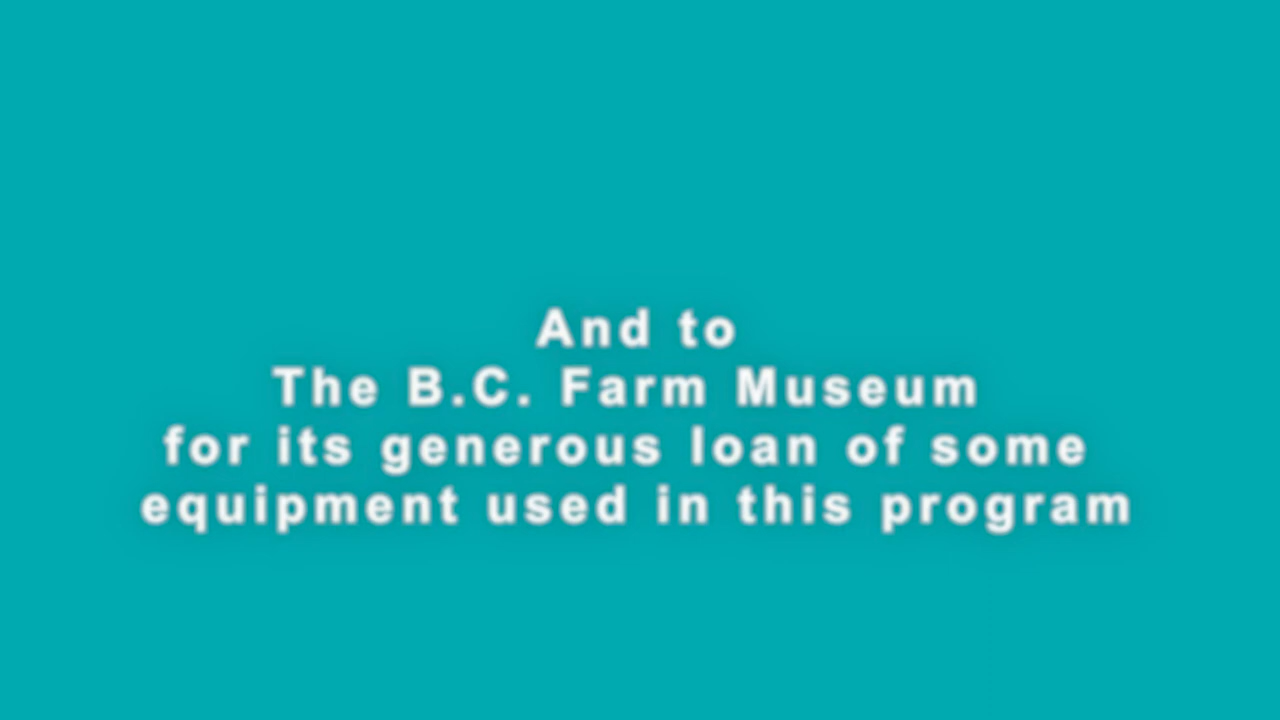 And to
The B.C. Farm Museum
for its generous loan of some
equipment used in this program